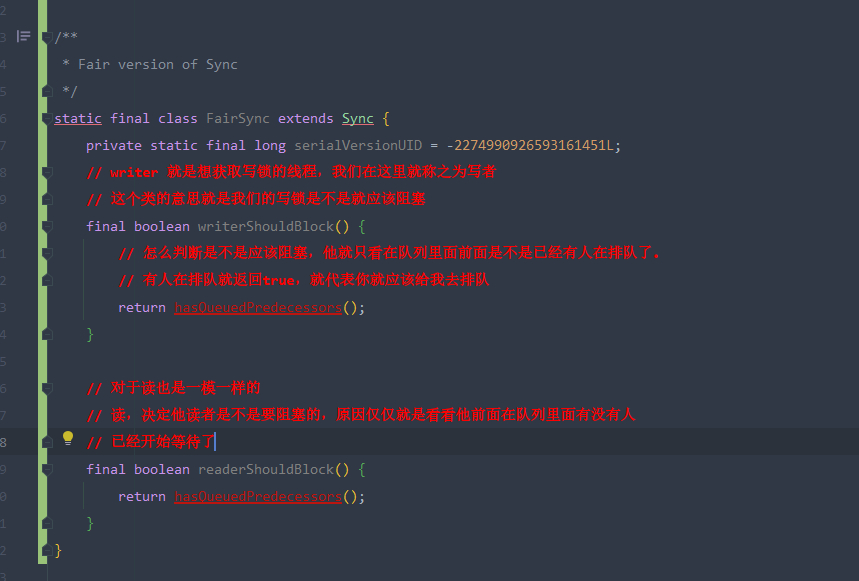 /**
* Fair version of Sync
*/
static final class FairSync extends Sync {
private static final long serialVersionUID = -2274990926593161451L;
// writer 就是想获取写锁的线程，我们在这里就称之为写者
// 这个类的意思就是我们的写锁是不是就应该阻塞
final boolean writerShouldBlock() {
// 怎么判断是不是应该阻塞，他就只看在队列里面前面是不是已经有人在排队了。
// 有人在排队就返回true，就代表你就应该给我去排队
return hasQueuedPredecessors();
}
// 对于读也是一模一样的
// 读，决定他读者是不是要阻塞的，原因仅仅就是看看他前面在队列里面有没有人
// 已经开始等待了
final boolean readerShouldBlock() {
return hasQueuedPredecessors();
}
}